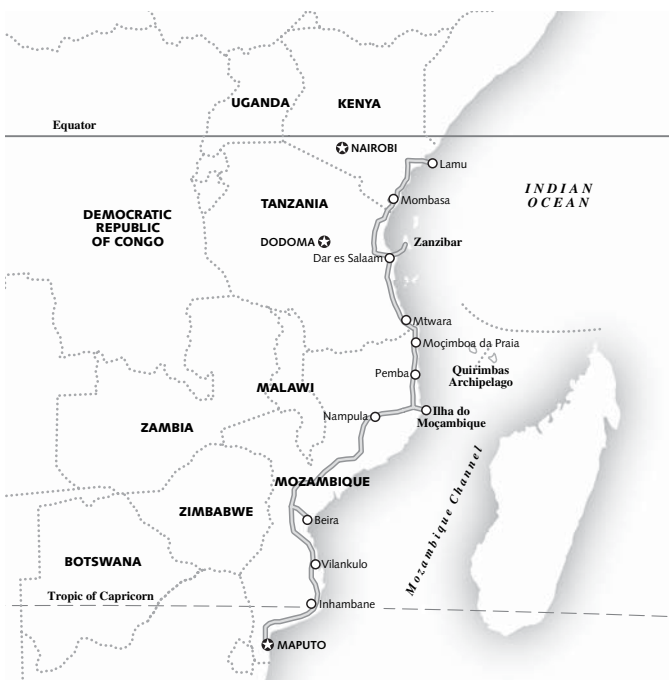 UGANDA
KENYA
Equator
NAIROBI
Lamu
INDIAN
OCEAN
TANZANIA
Mombasa
DEMOCRATIC
REPUBLIC
OF CONGO
DODOMA
Zanzibar
Dar es Salaam
Mtwara
Moçimboa da Praia
Quirimbas
Archipelago
Pemba
MALAWI
Ilha do
Moçambique
Nampula
ZAMBIA
Mozambique Channel
MOZAMBIQUE
ZIMBABWE
Beira
BOTSWANA
Vilankulo
Tropic of Capricorn
Inhambane
MAPUTO